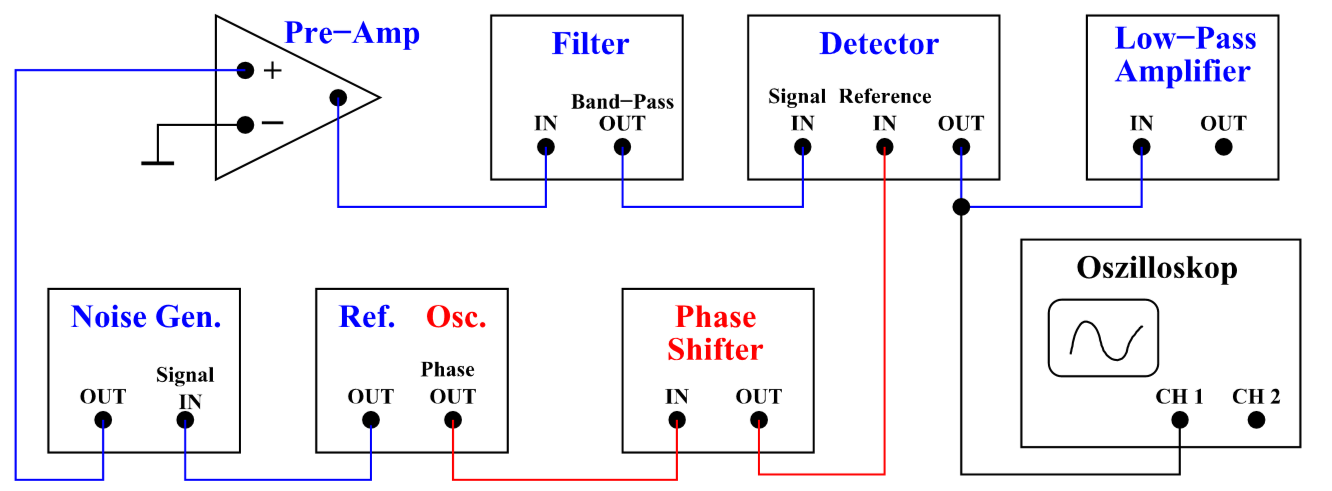 Pre−Amp
+
−
Filter
Band−Pass
IN OUT
Detector
Signal Reference
IN IN OUT
Low−Pass
Amplifier
IN OUT
Noise Gen.
Signal
OUT IN
Ref. Osc.
Phase
OUT OUT
Phase
Shifter
IN OUT
Oszilloskop
CH 1 CH 2